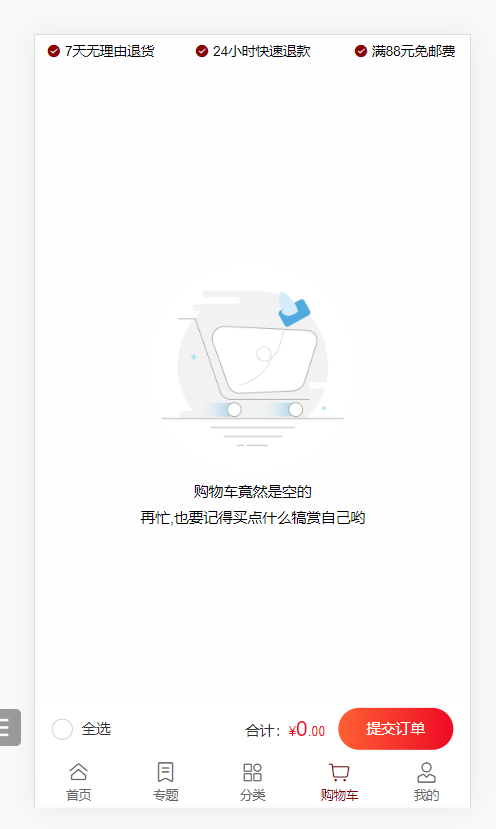 7天无理由退货 24小时快速退款 满88元免邮费
购物车竟然是空的
再忙,也要记得买点什么犒赏自己哟
全选 合计：¥0.00 提交订单
首页 专题 分类 购物车 我的